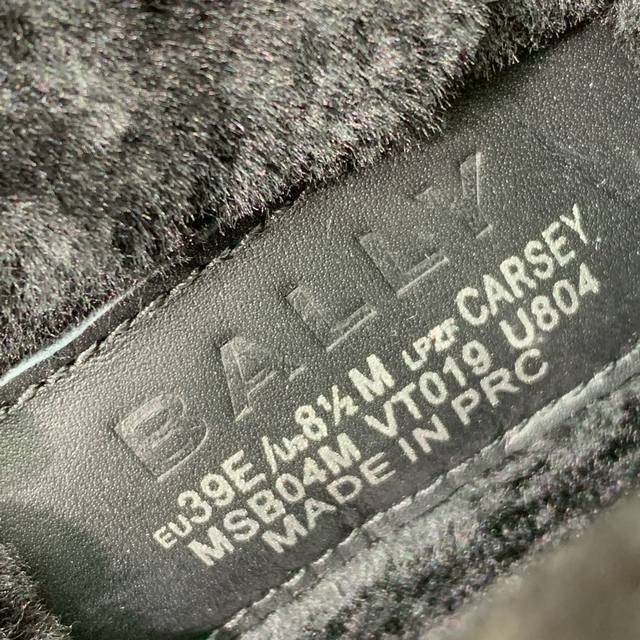 BALLY
EU39E/US8½M LPZF CARSEY
MSB04M VT019 U804
MADE IN PRC